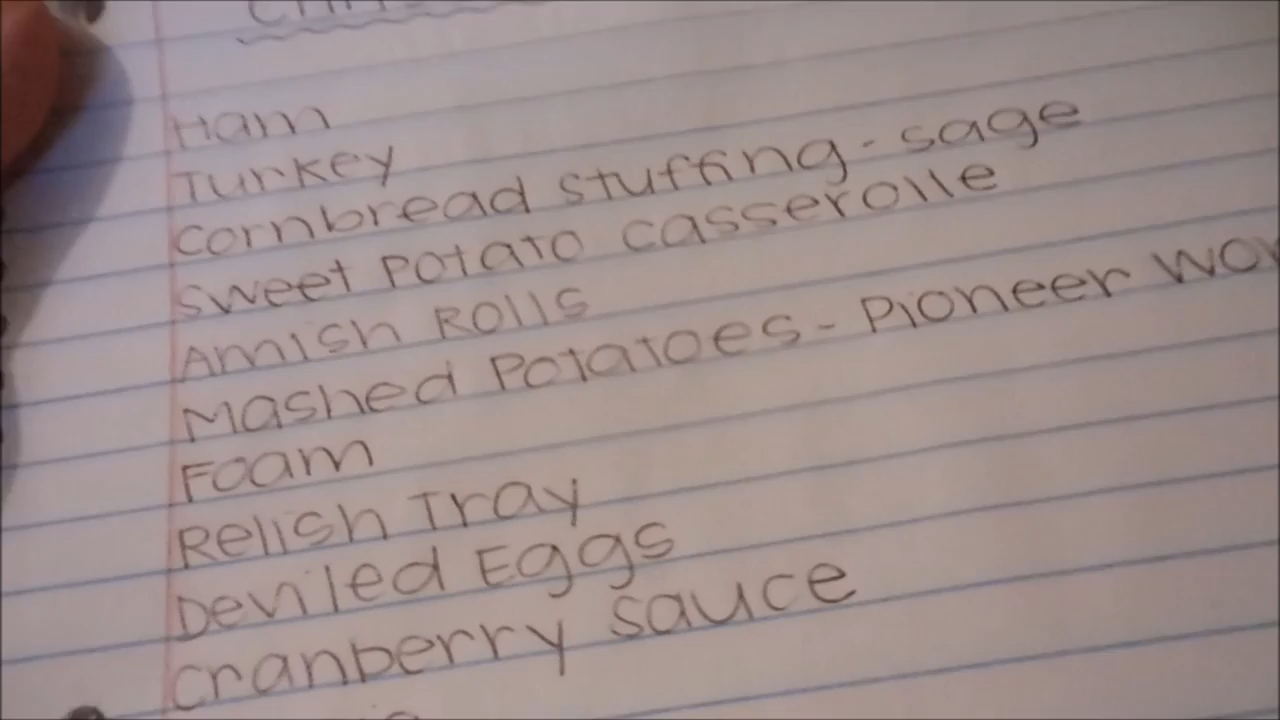 Ham
Turkey
Cornbread stuffing - sage
sweet potato casserolle
Amish Rolls
Mashed Potatoes - Pioneer
Foam
Relish Tray
Deviled Eggs
Cranberry Sauce